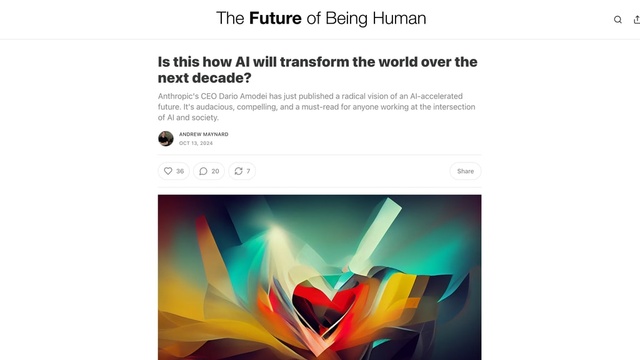 The Future of Being Human
Is this how AI will transform the world over the
next decade?
Anthropic's CEO Dario Amodei has just published a radical vision of an AI-accelerated
future. It's audacious, compelling, and a must-read for anyone working at the intersection
of AI and society.
ANDREW MAYNARD
OCT 13, 2024
36 20 7 Share